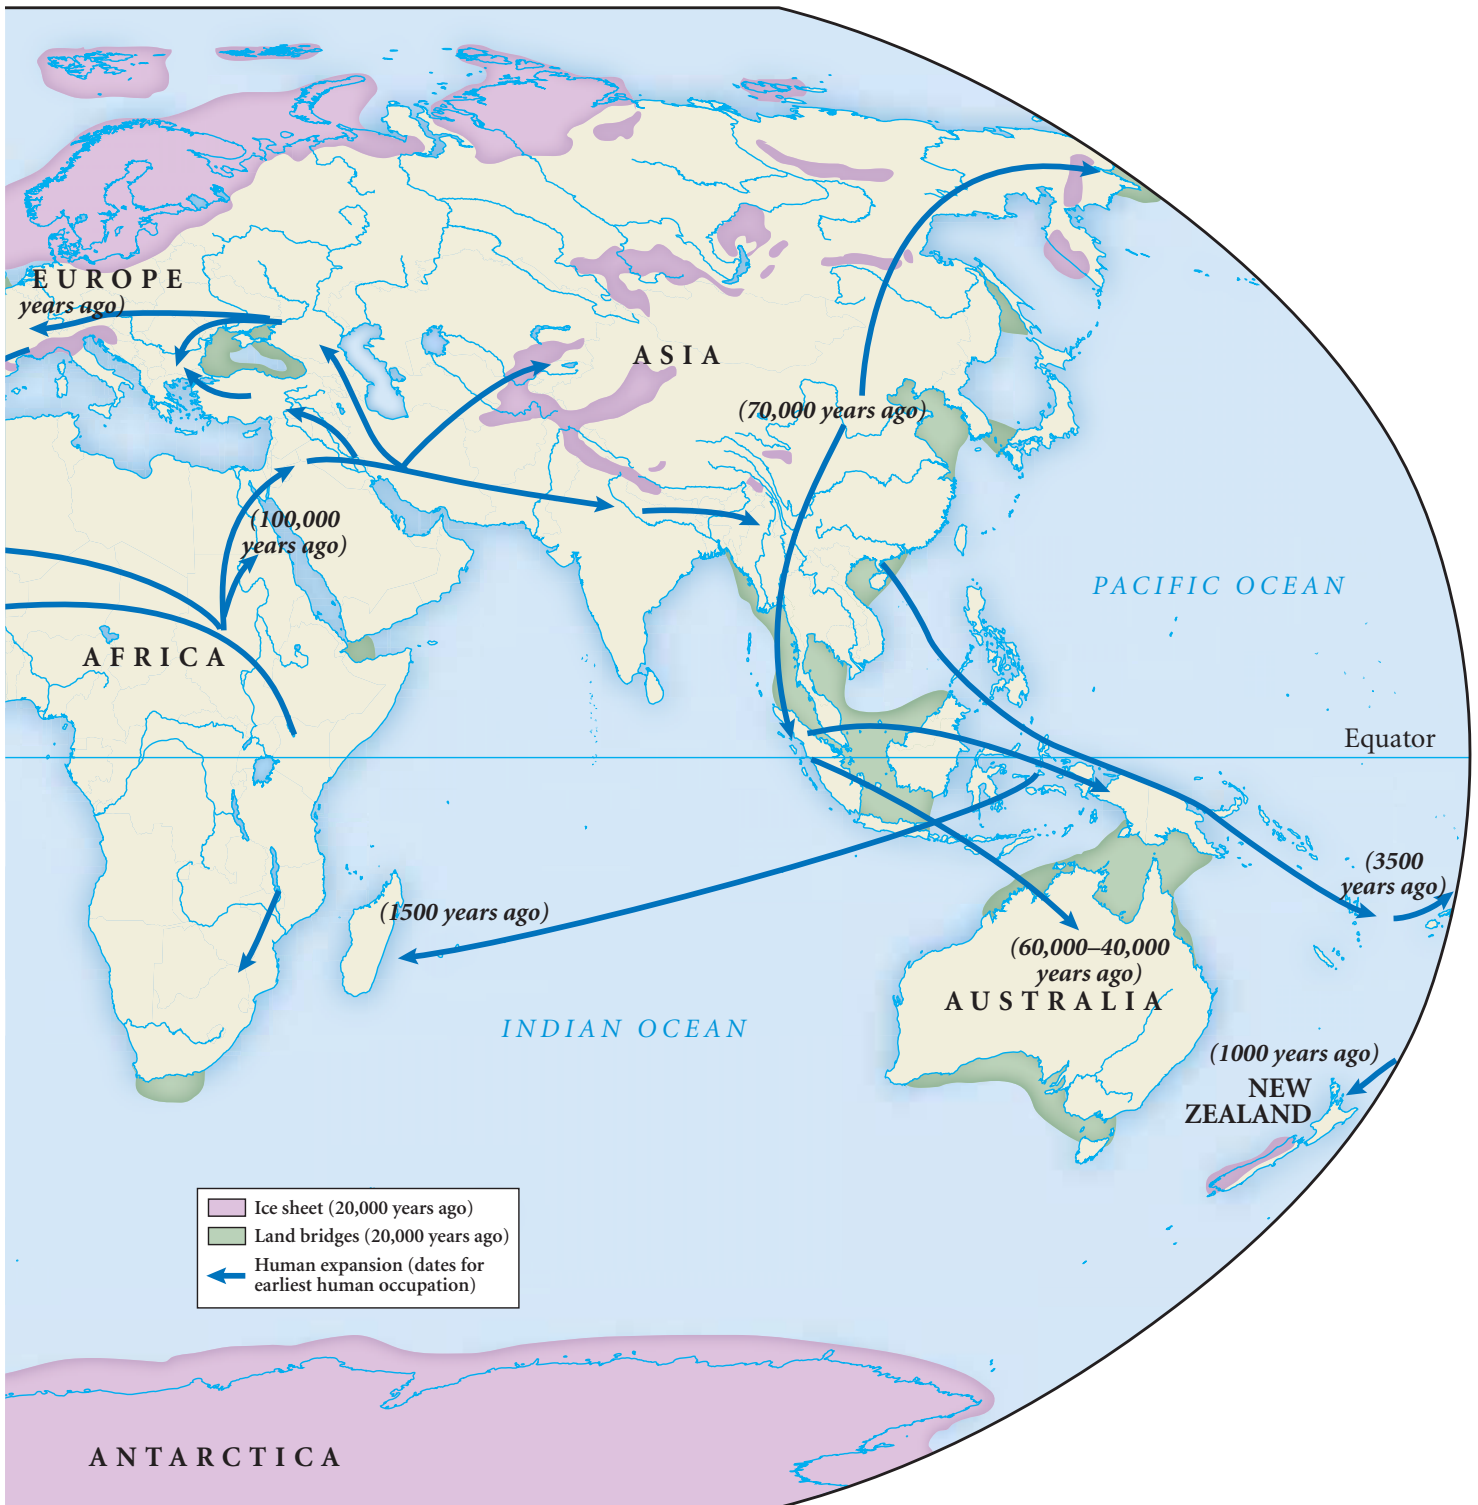 EUROPE
years ago)
ASIA
(70,000 years ago)
(100,000
years ago)
PACIFIC OCEAN
AFRICA
Equator
(3500
years ago)
(1500 years ago)
(60,000–40,000
years ago)
AUSTRALIA
INDIAN OCEAN
(1000 years ago)
NEW
ZEALAND
Ice sheet (20,000 years ago)
Land bridges (20,000 years ago)
Human expansion (dates for
earliest human occupation)
ANTARCTICA